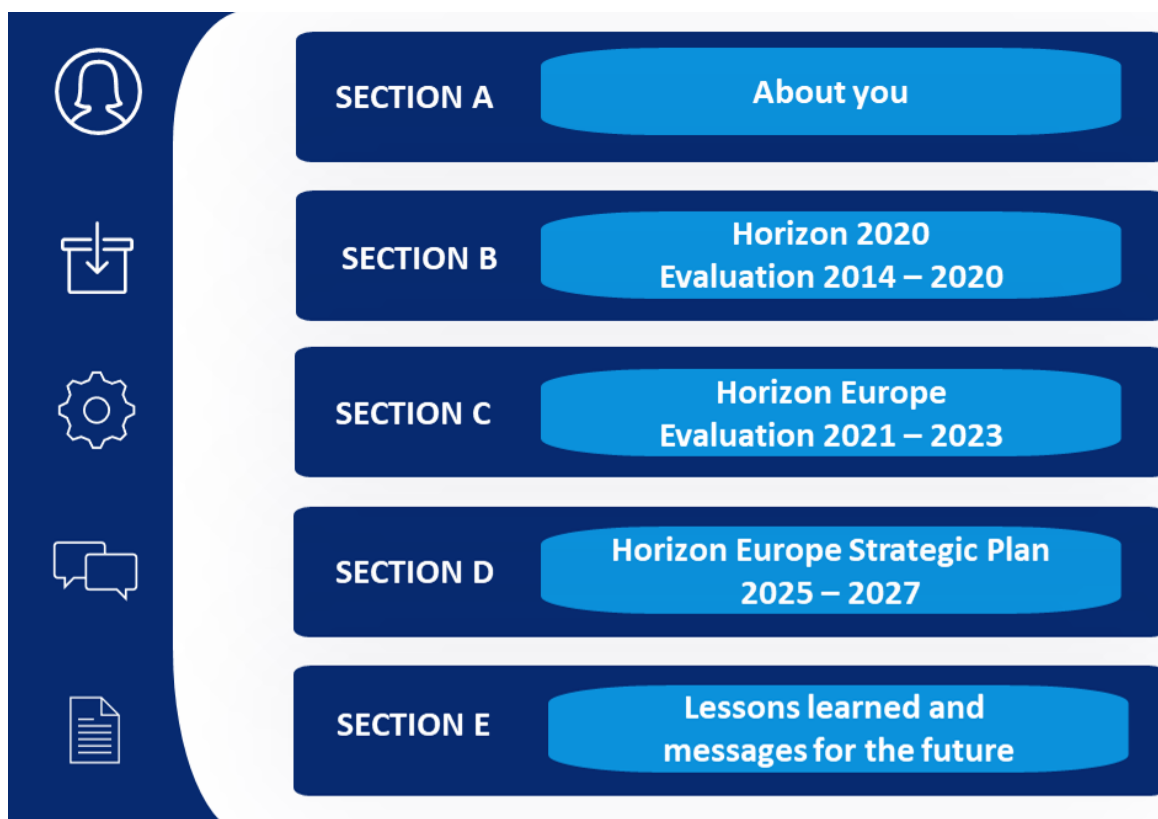 SECTION A
About you
SECTION B
Horizon 2020
Evaluation 2014 – 2020
SECTION C
Horizon Europe
Evaluation 2021 – 2023
SECTION D
Horizon Europe Strategic Plan
2025 – 2027
SECTION E
Lessons learned and
messages for the future